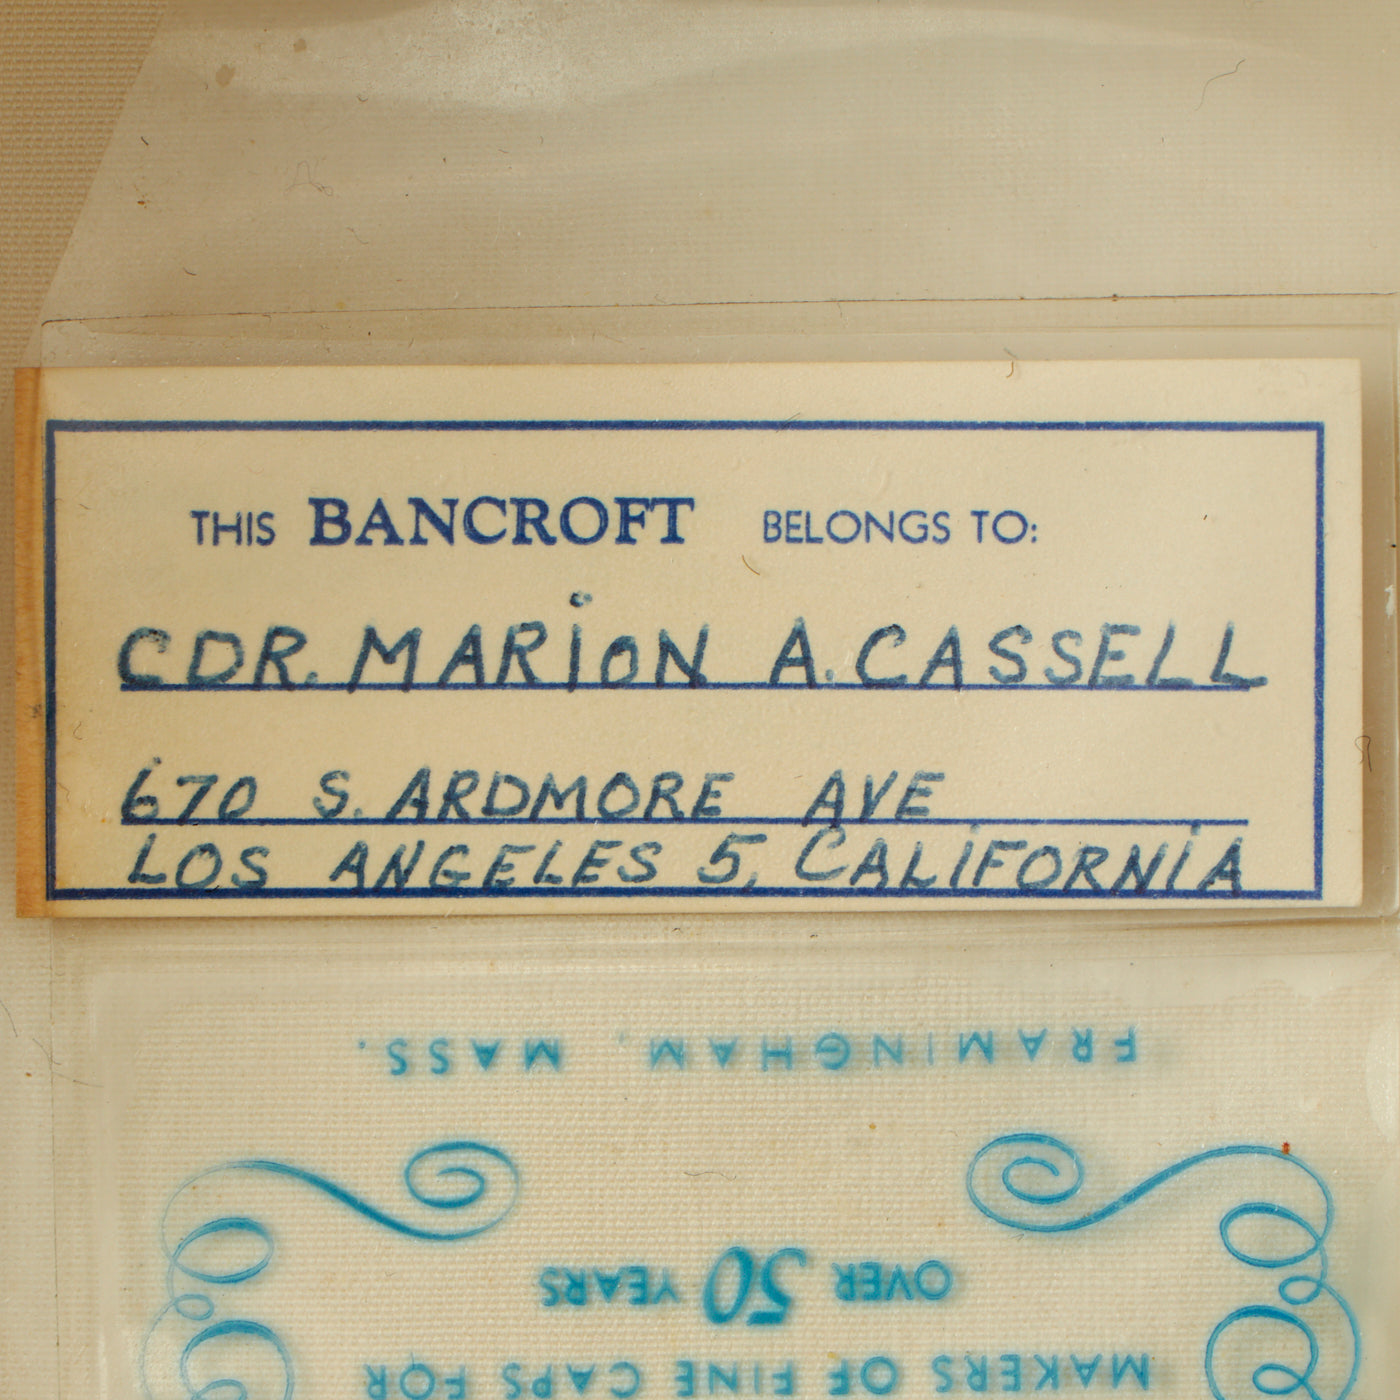 THIS BANCROFT BELONGS TO:
CDR. MARiON A. CASSELL
670 S. ARDMORE AVE
LOS ANGELES 5, CALiFORNiA
FRAMINGHAM, MASS.
OVER 50 YEARS
MAKERS OF FINE CAPS FOR